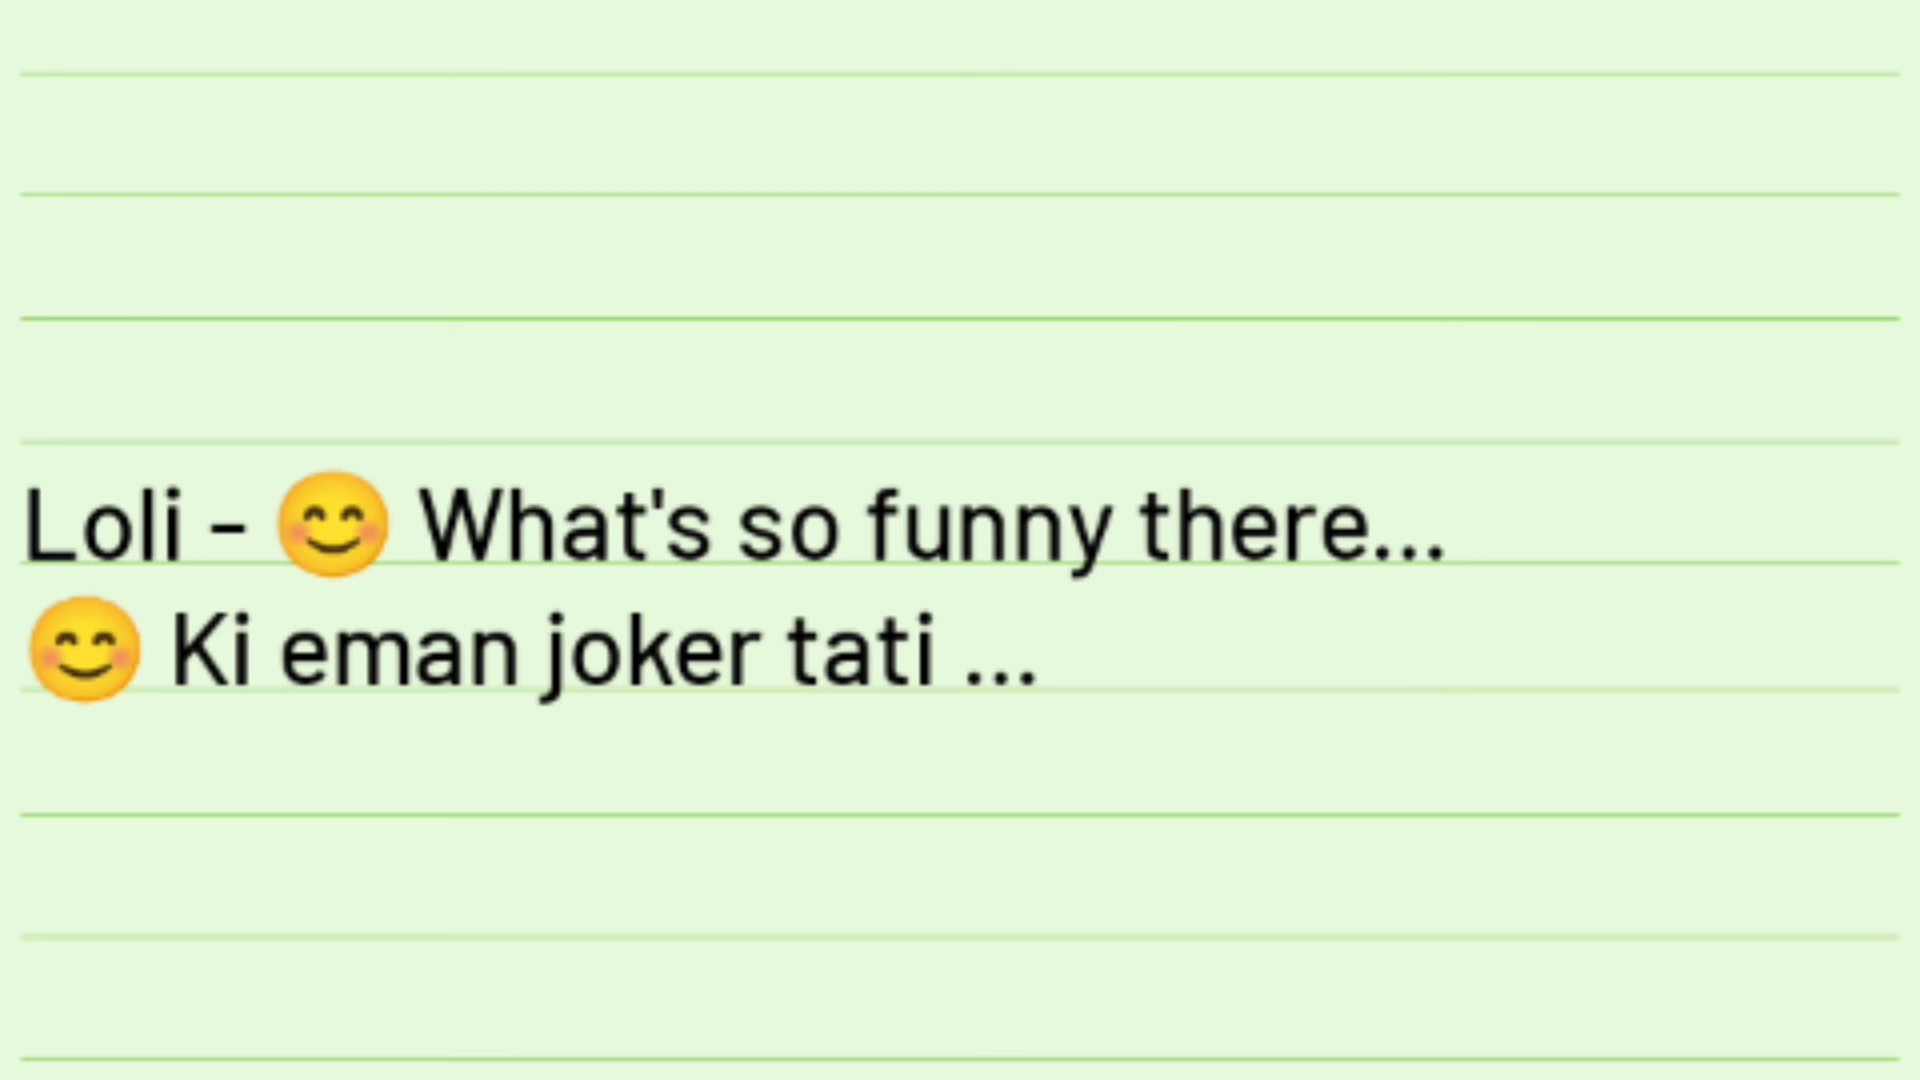 Loli - 😊 What's so funny there...
😊 Ki eman joker tati ...